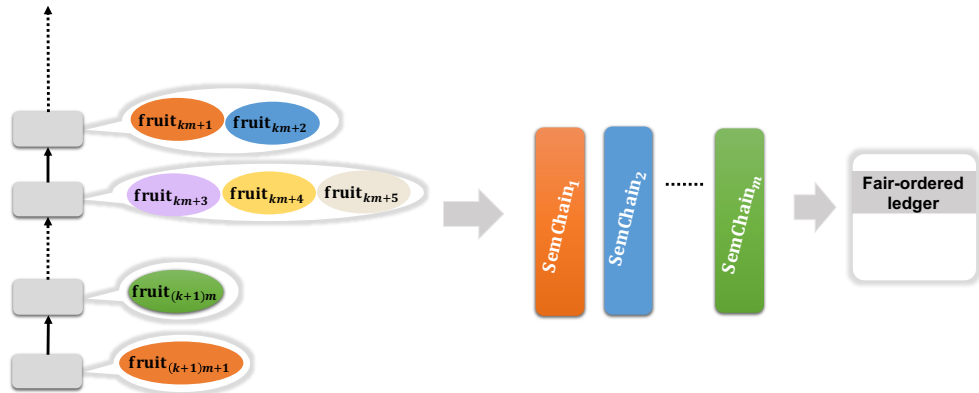 fruit_{km+1} fruit_{km+2}
fruit_{km+3} fruit_{km+4} fruit_{km+5}
fruit_{(k+1)m}
fruit_{(k+1)m+1}
SemChain_1
SemChain_2
SemChain_m
Fair-ordered
ledger